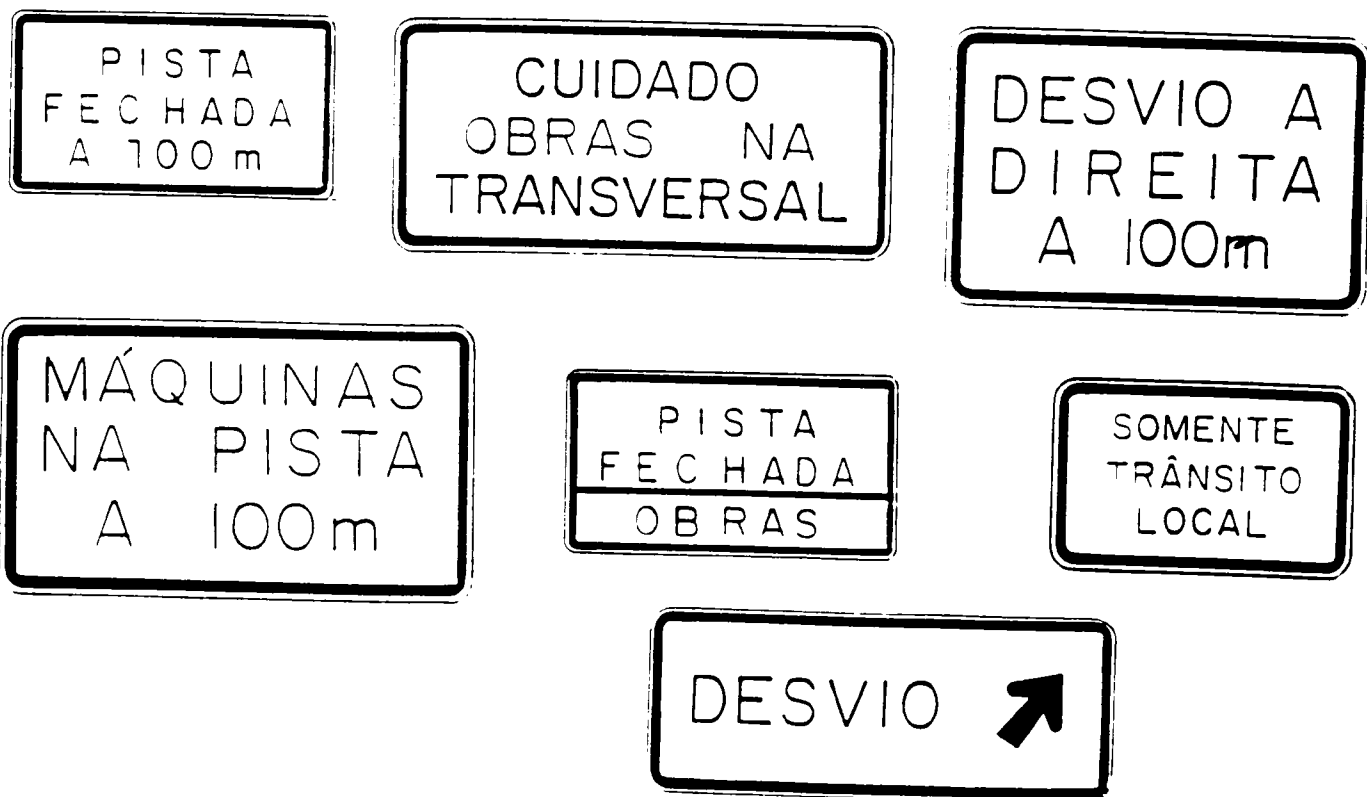 PISTA
FECHADA
A 100m
CUIDADO
OBRAS NA
TRANSVERSAL
DESVIO A
DIREITA
A 100m
MÁQUINAS
NA PISTA
A 100m
PISTA
FECHADA
OBRAS
SOMENTE
TRÂNSITO
LOCAL
DESVIO